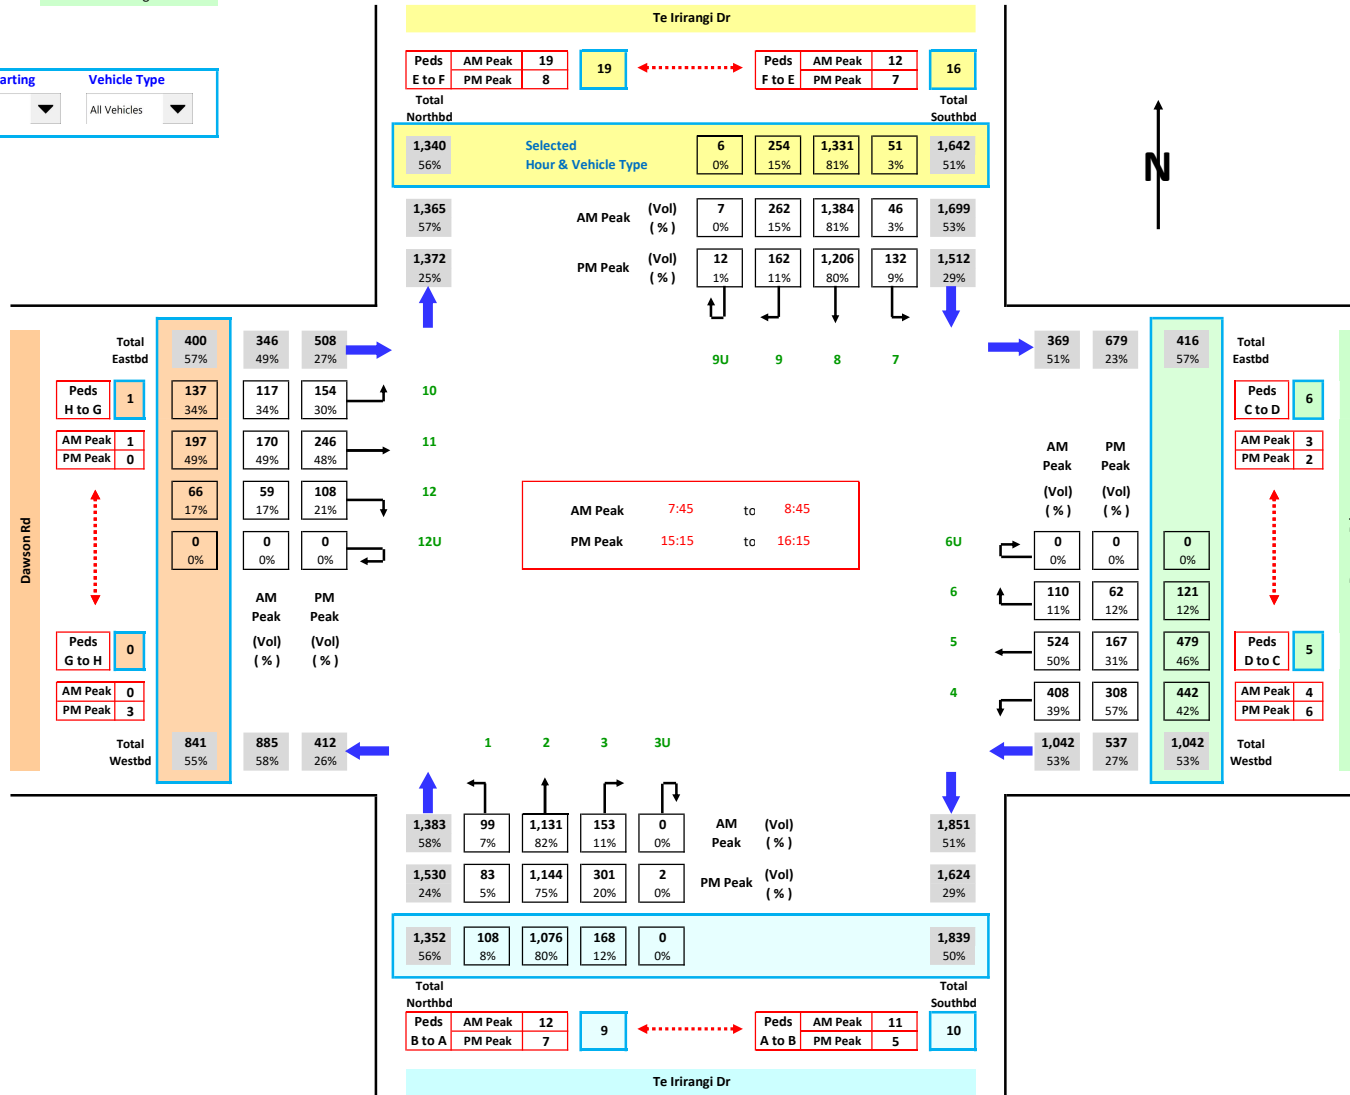 Te Irirangi Dr
Peds AM Peak 19 19 Peds AM Peak 12 16
E to F PM Peak 8 F to E PM Peak 7
arting Vehicle Type
All Vehicles
Total Total
Northbd Southbd
1,340 Selected 6 254 1,331 51 1,642
56% Hour & Vehicle Type 0% 15% 81% 3% 51%
N
1,365 AM Peak (Vol) 7 262 1,384 46 1,699
57% ( % ) 0% 15% 81% 3% 53%
1,372 PM Peak (Vol) 12 162 1,206 132 1,512
25% ( % ) 1% 11% 80% 9% 29%
Total 400 346 508 369 679 416 Total
Eastbd 57% 49% 27% 51% 23% 57% Eastbd
9U 9 8 7
Peds 1 137 117 154 10 Peds 6
H to G 34% 34% 30% C to D
AM Peak 1 197 170 246 11 AM PM AM Peak 3
PM Peak 0 49% 49% 48% Peak Peak PM Peak 2
66 59 108 12 (Vol) (Vol)
17% 17% 21% ( % ) ( % )
AM Peak 7:45 to 8:45
PM Peak 15:15 to 16:15
0 0 0 12U 6U 0 0 0
0% 0% 0% 0% 0% 0%
Dawson Rd
AM PM 6 110 62 121
Peak Peak 11% 12% 12%
Peds 0 (Vol) (Vol) 5 524 167 479 Peds 5
G to H ( % ) ( % ) 50% 31% 46% D to C
AM Peak 0 4 408 308 442 AM Peak 4
PM Peak 3 39% 57% 42% PM Peak 6
Total 841 885 412 1 2 3 3U 1,042 537 1,042 Total
Westbd 55% 58% 26% 53% 27% 53% Westbd
1,383 99 1,131 153 0 AM (Vol) 1,851
58% 7% 82% 11% 0% Peak ( % ) 51%
1,530 83 1,144 301 2 PM Peak (Vol) 1,624
24% 5% 75% 20% 0% ( % ) 29%
1,352 108 1,076 168 0 1,839
56% 8% 80% 12% 0% 50%
Total Total
Northbd Southbd
Peds AM Peak 12 9 Peds AM Peak 11 10
B to A PM Peak 7 A to B PM Peak 5
Te Irirangi Dr